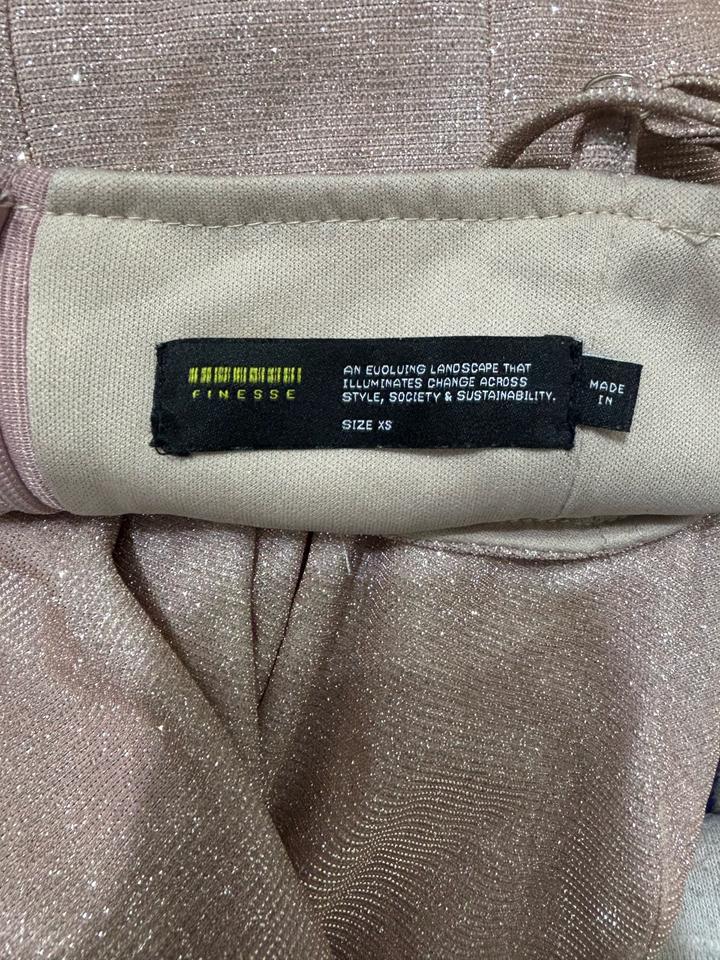 FINESSE
AN EVOLVING LANDSCAPE THAT
ILLUMINATES CHANGE ACROSS
STYLE, SOCIETY & SUSTAINABILITY.
SIZE XS
MADE
IN